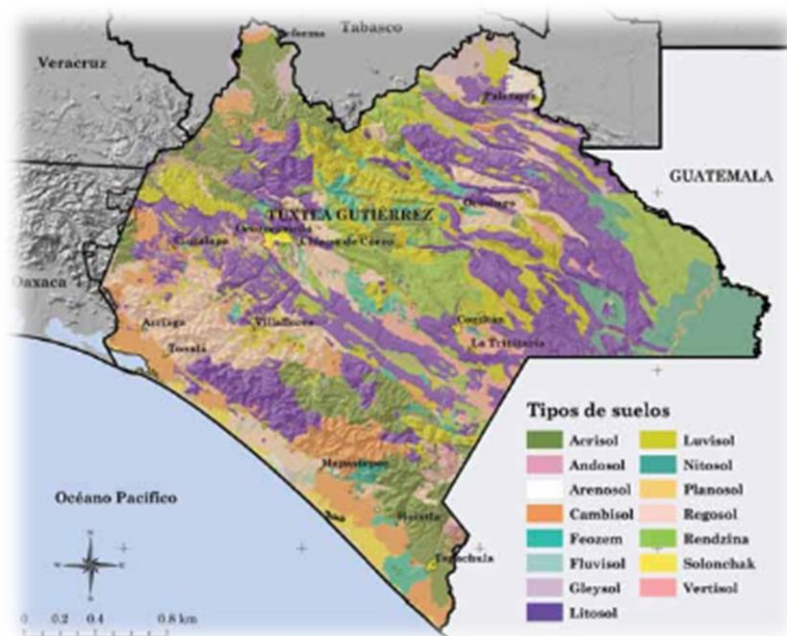 Tabasco
Veracruz
Palenque
GUATEMALA
Ocosingo
TUXTLA GUTIÉRREZ
Chiapa de Corzo
Cintalapa
Oaxaca
Arriaga
Villaflores
Comitán
Tonalá
La Trinitaria
Mapastepec
Huixtla
Tapachula
Océano Pacífico
Tipos de suelos
Acrisol
Andosol
Arenosol
Cambisol
Feozem
Fluvisol
Gleysol
Litosol
Luvisol
Nitosol
Planosol
Regosol
Rendzina
Solonchak
Vertisol
0 0.2 0.4 0.8 km